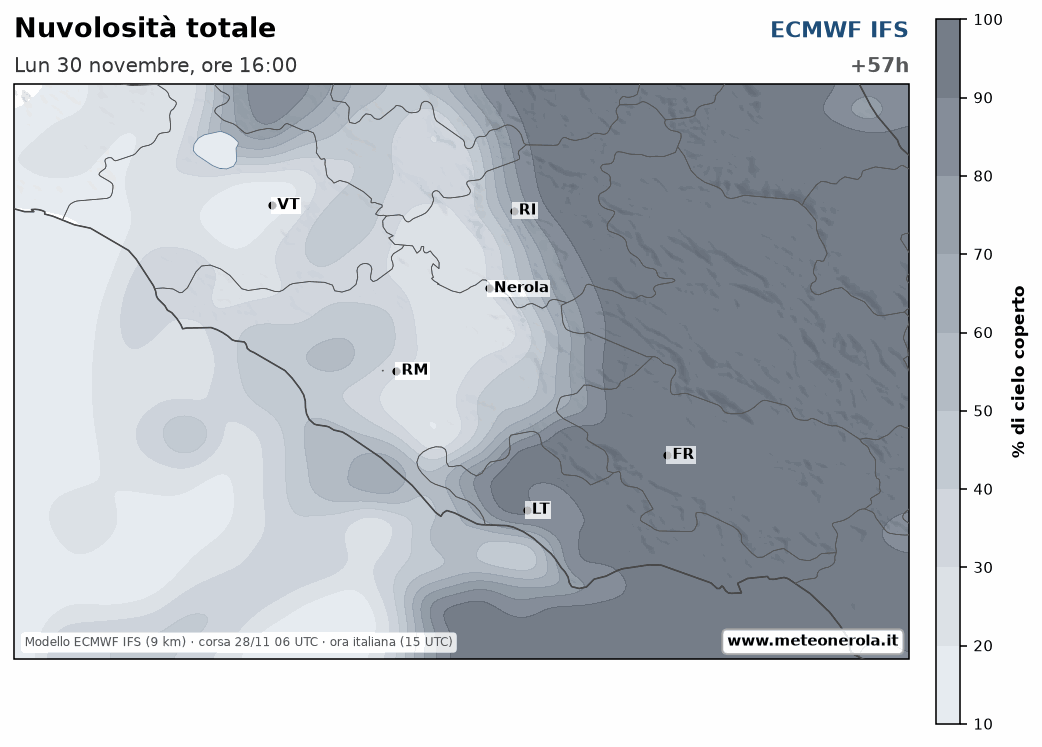 Nuvolosità totale
ECMWF IFS
Lun 30 novembre, ore 16:00
+57h
VT
RI
Nerola
RM
FR
LT
Modello ECMWF IFS (9 km) · corsa 28/11 06 UTC · ora italiana (15 UTC)
www.meteonerola.it
100
90
80
70
60
50
40
30
20
10
% di cielo coperto